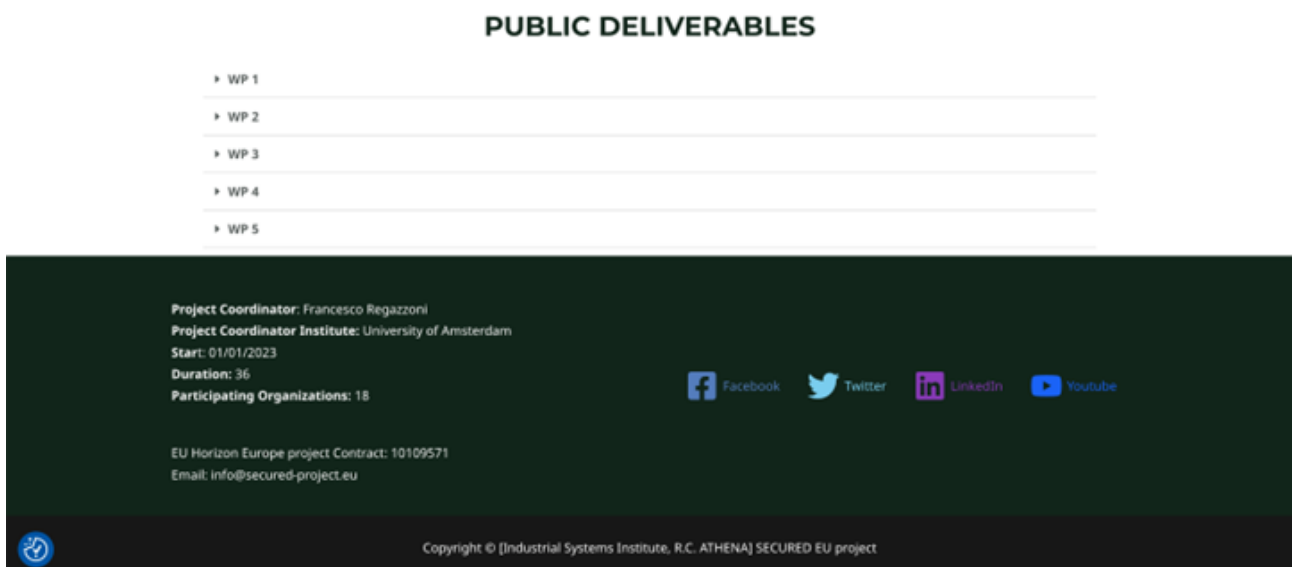 PUBLIC DELIVERABLES
WP 1
WP 2
WP 3
WP 4
WP 5
Project Coordinator: Francesco Regazzoni
Project Coordinator Institute: University of Amsterdam
Start: 01/01/2023
Duration: 36
Participating Organizations: 18
Facebook Twitter LinkedIn Youtube
EU Horizon Europe project Contract: 10109571
Email: info@secured-project.eu
Copyright © [Industrial Systems Institute, R.C. ATHENA] SECURED EU project